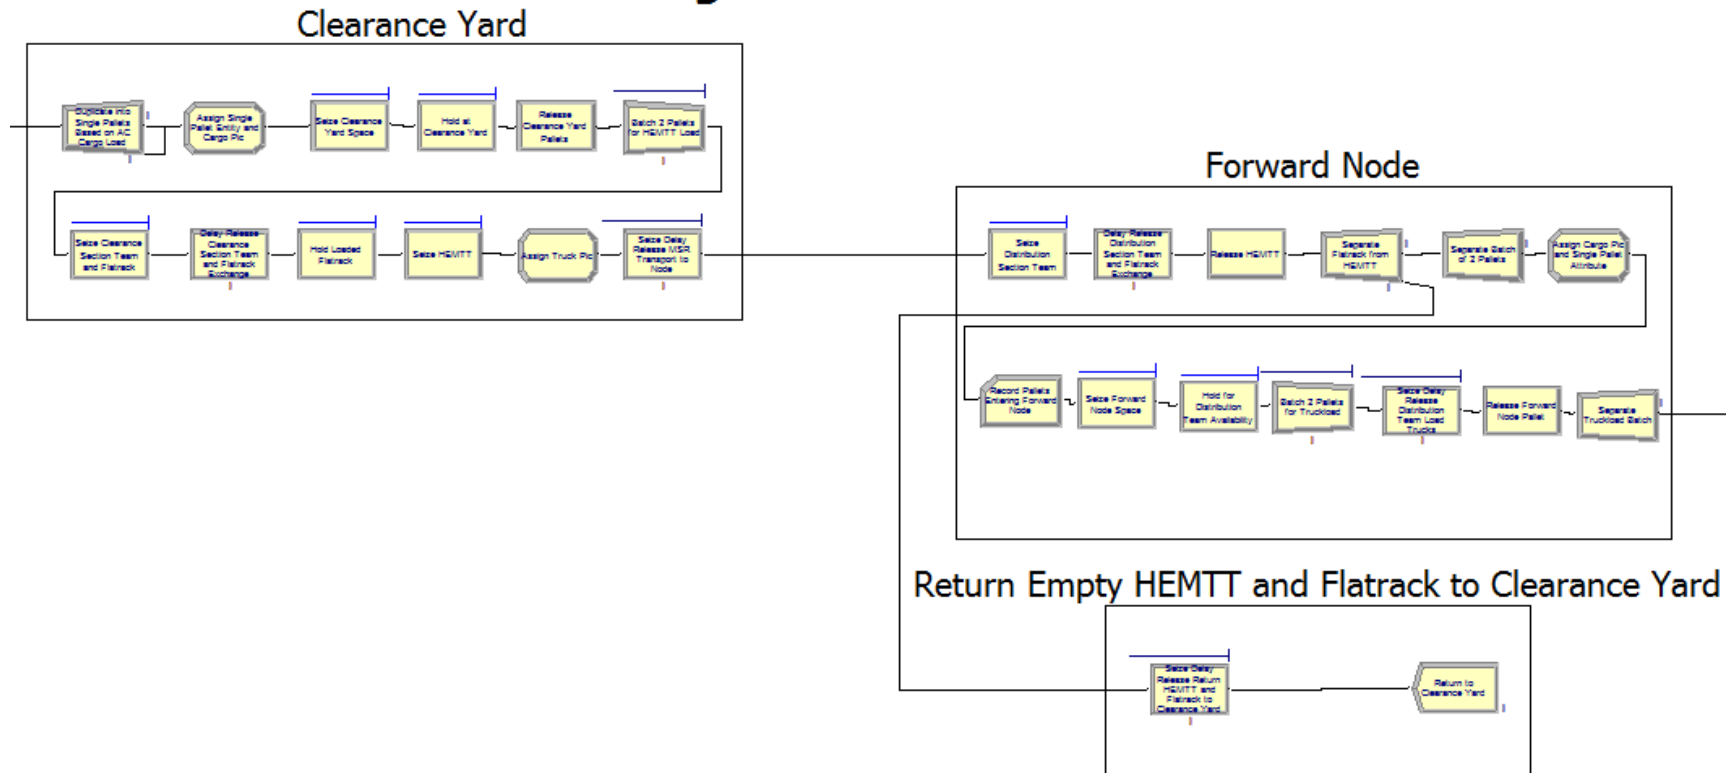 Clearance Yard
Duplicate into
Single Pallets
Based on AC
Cargo Load
Assign Single
Pallet Entity and
Cargo Pic
Seize Clearance
Yard Space
Hold at
Clearance Yard
Release
Clearance Yard
Pallets
Batch 2 Pallets
for HEMTT Load
Seize Clearance
Section Team
and Flatrack
Delay Release
Clearance
Section Team
and Flatrack
Exchange
Hold Loaded
Flatrack
Seize HEMTT
Assign Truck Pic
Seize Delay
Release MSR
Transport to
Node
Forward Node
Seize
Distribution
Section Team
Delay Release
Distribution
Section Team
and Flatrack
Exchange
Release HEMTT
Separate
Flatrack from
HEMTT
Separate Batch
of 2 Pallets
Assign Cargo Pic
and Single Pallet
Attribute
Record Pallets
Entering Forward
Node
Seize Forward
Node Space
Hold for
Distribution
Team Availability
Batch 2 Pallets
for Truckload
Seize Delay
Release
Distribution
Team Load
Trucks
Release Forward
Node Pallet
Separate
Truckload Batch
Return Empty HEMTT and Flatrack to Clearance Yard
Seize Delay
Release Return
HEMTT and
Flatrack to
Clearance Yard
Return to
Clearance Yard